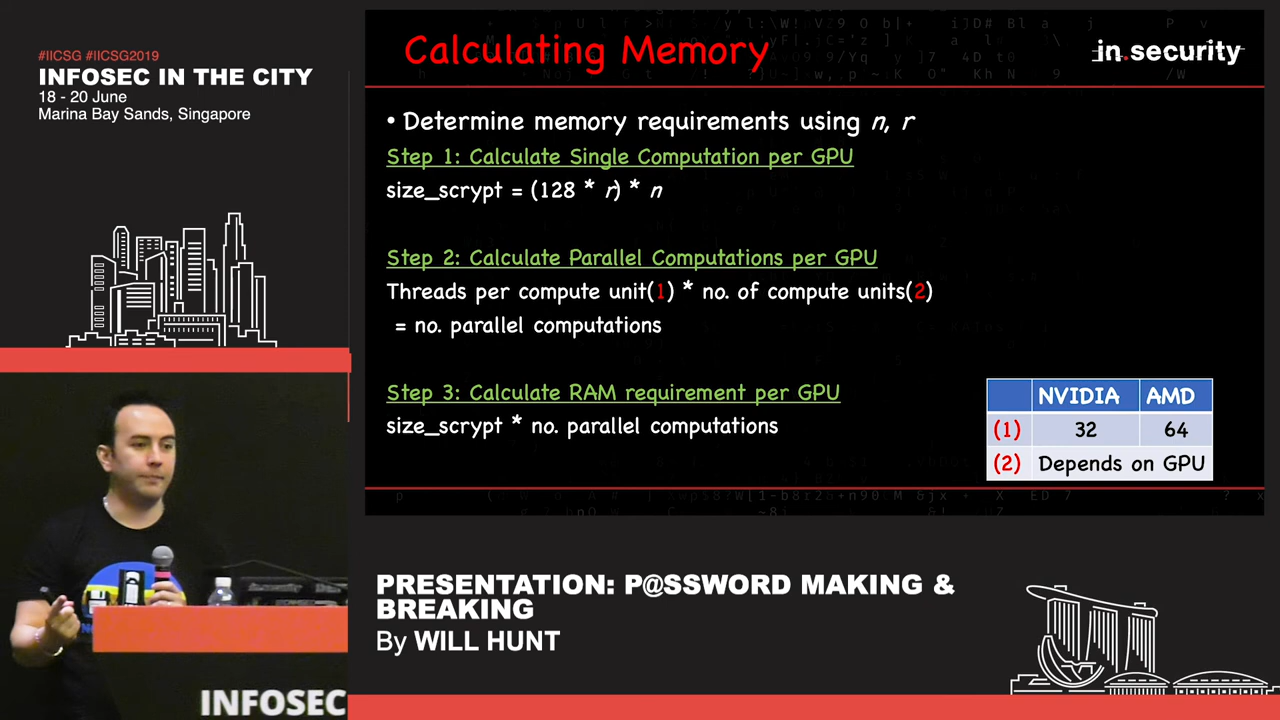 #IICSG #IICSG2019
INFOSEC IN THE CITY
18 - 20 June
Marina Bay Sands, Singapore
Calculating Memory
in.security
• Determine memory requirements using n, r
Step 1: Calculate Single Computation per GPU
size_scrypt = (128 * r) * n
Step 2: Calculate Parallel Computations per GPU
Threads per compute unit(1) * no. of compute units(2)
= no. parallel computations
Step 3: Calculate RAM requirement per GPU
size_scrypt * no. parallel computations
NVIDIA AMD
(1) 32 64
(2) Depends on GPU
PRESENTATION: P@SSWORD MAKING &
BREAKING
By WILL HUNT
INFOSEC